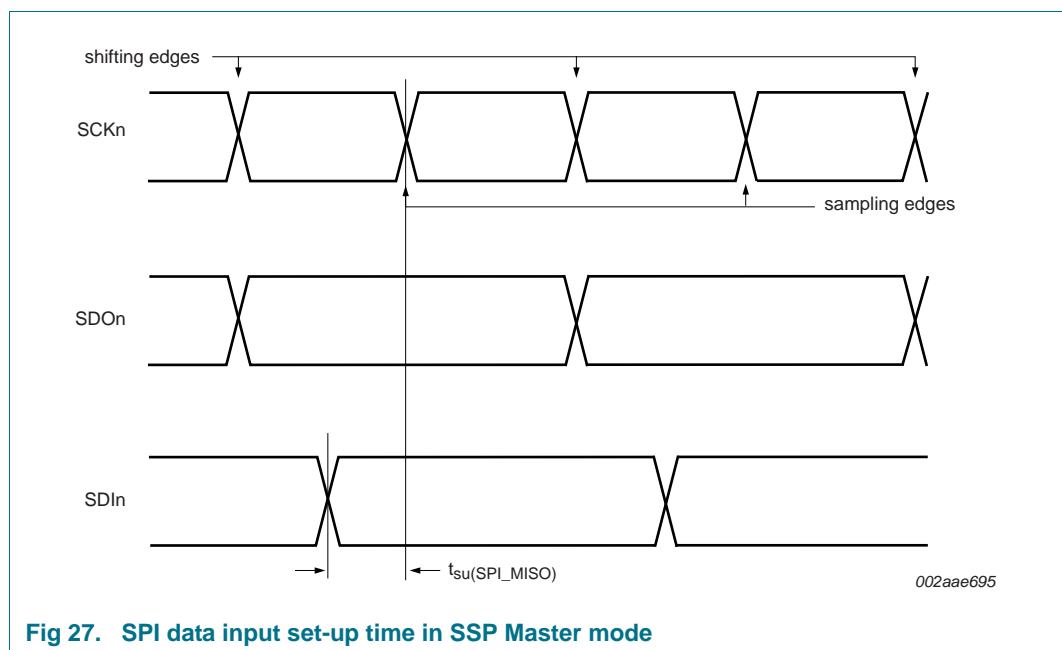 shifting edges
SCKn
sampling edges
SDOn
SDIn
tsu(SPI_MISO)
002aae695
Fig 27. SPI data input set-up time in SSP Master mode